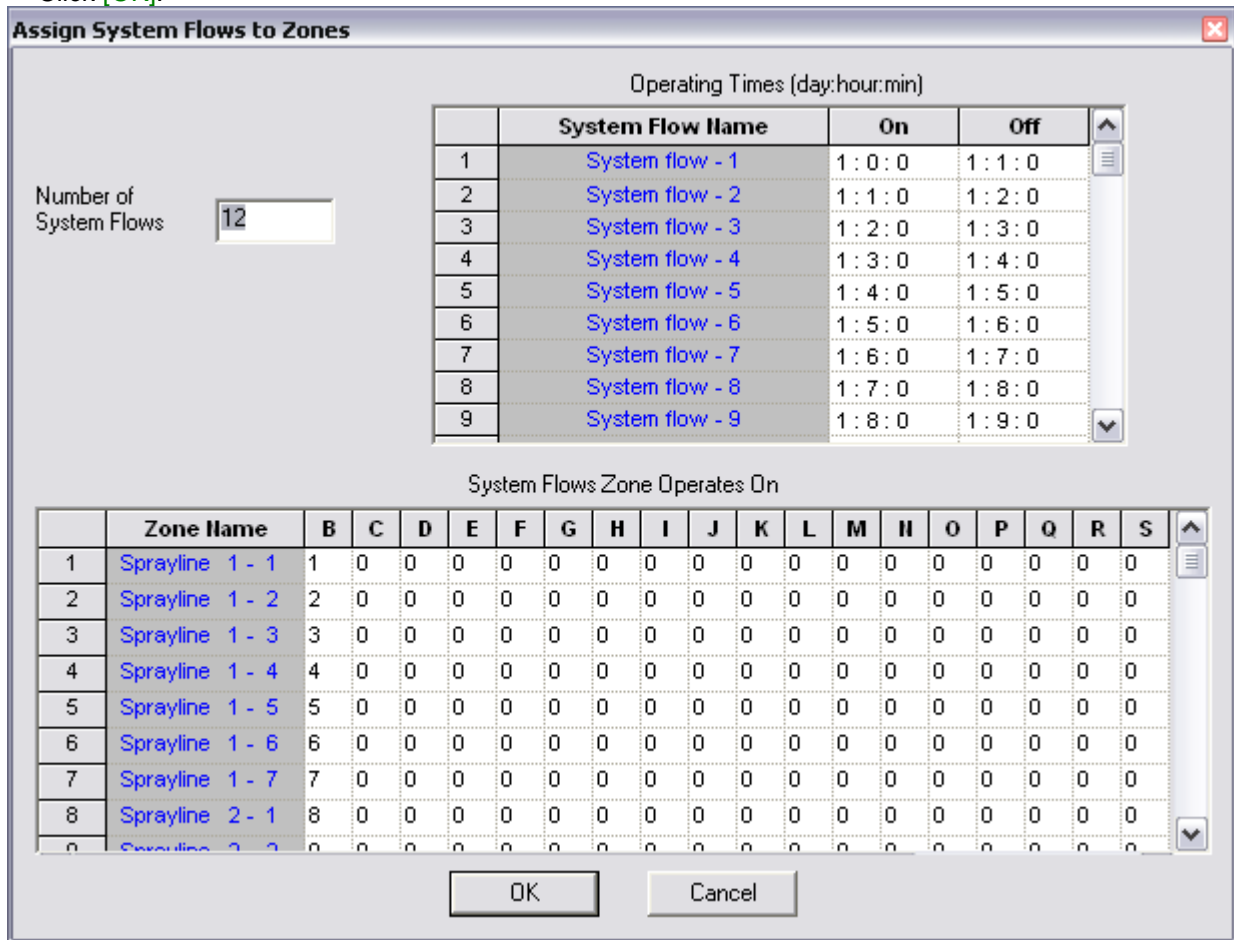 Click [OK].
Assign System Flows to Zones
Operating Times (day:hour:min)
System Flow Name On Off
1 System flow - 1 1 : 0 : 0 1 : 1 : 0
2 System flow - 2 1 : 1 : 0 1 : 2 : 0
Number of
System Flows 12
3 System flow - 3 1 : 2 : 0 1 : 3 : 0
4 System flow - 4 1 : 3 : 0 1 : 4 : 0
5 System flow - 5 1 : 4 : 0 1 : 5 : 0
6 System flow - 6 1 : 5 : 0 1 : 6 : 0
7 System flow - 7 1 : 6 : 0 1 : 7 : 0
8 System flow - 8 1 : 7 : 0 1 : 8 : 0
9 System flow - 9 1 : 8 : 0 1 : 9 : 0
System Flows Zone Operates On
Zone Name B C D E F G H I J K L M N O P Q R S
1 Sprayline 1 - 1 1 0 0 0 0 0 0 0 0 0 0 0 0 0 0 0 0 0
2 Sprayline 1 - 2 2 0 0 0 0 0 0 0 0 0 0 0 0 0 0 0 0 0
3 Sprayline 1 - 3 3 0 0 0 0 0 0 0 0 0 0 0 0 0 0 0 0 0
4 Sprayline 1 - 4 4 0 0 0 0 0 0 0 0 0 0 0 0 0 0 0 0 0
5 Sprayline 1 - 5 5 0 0 0 0 0 0 0 0 0 0 0 0 0 0 0 0 0
6 Sprayline 1 - 6 6 0 0 0 0 0 0 0 0 0 0 0 0 0 0 0 0 0
7 Sprayline 1 - 7 7 0 0 0 0 0 0 0 0 0 0 0 0 0 0 0 0 0
8 Sprayline 2 - 1 8 0 0 0 0 0 0 0 0 0 0 0 0 0 0 0 0 0
OK Cancel